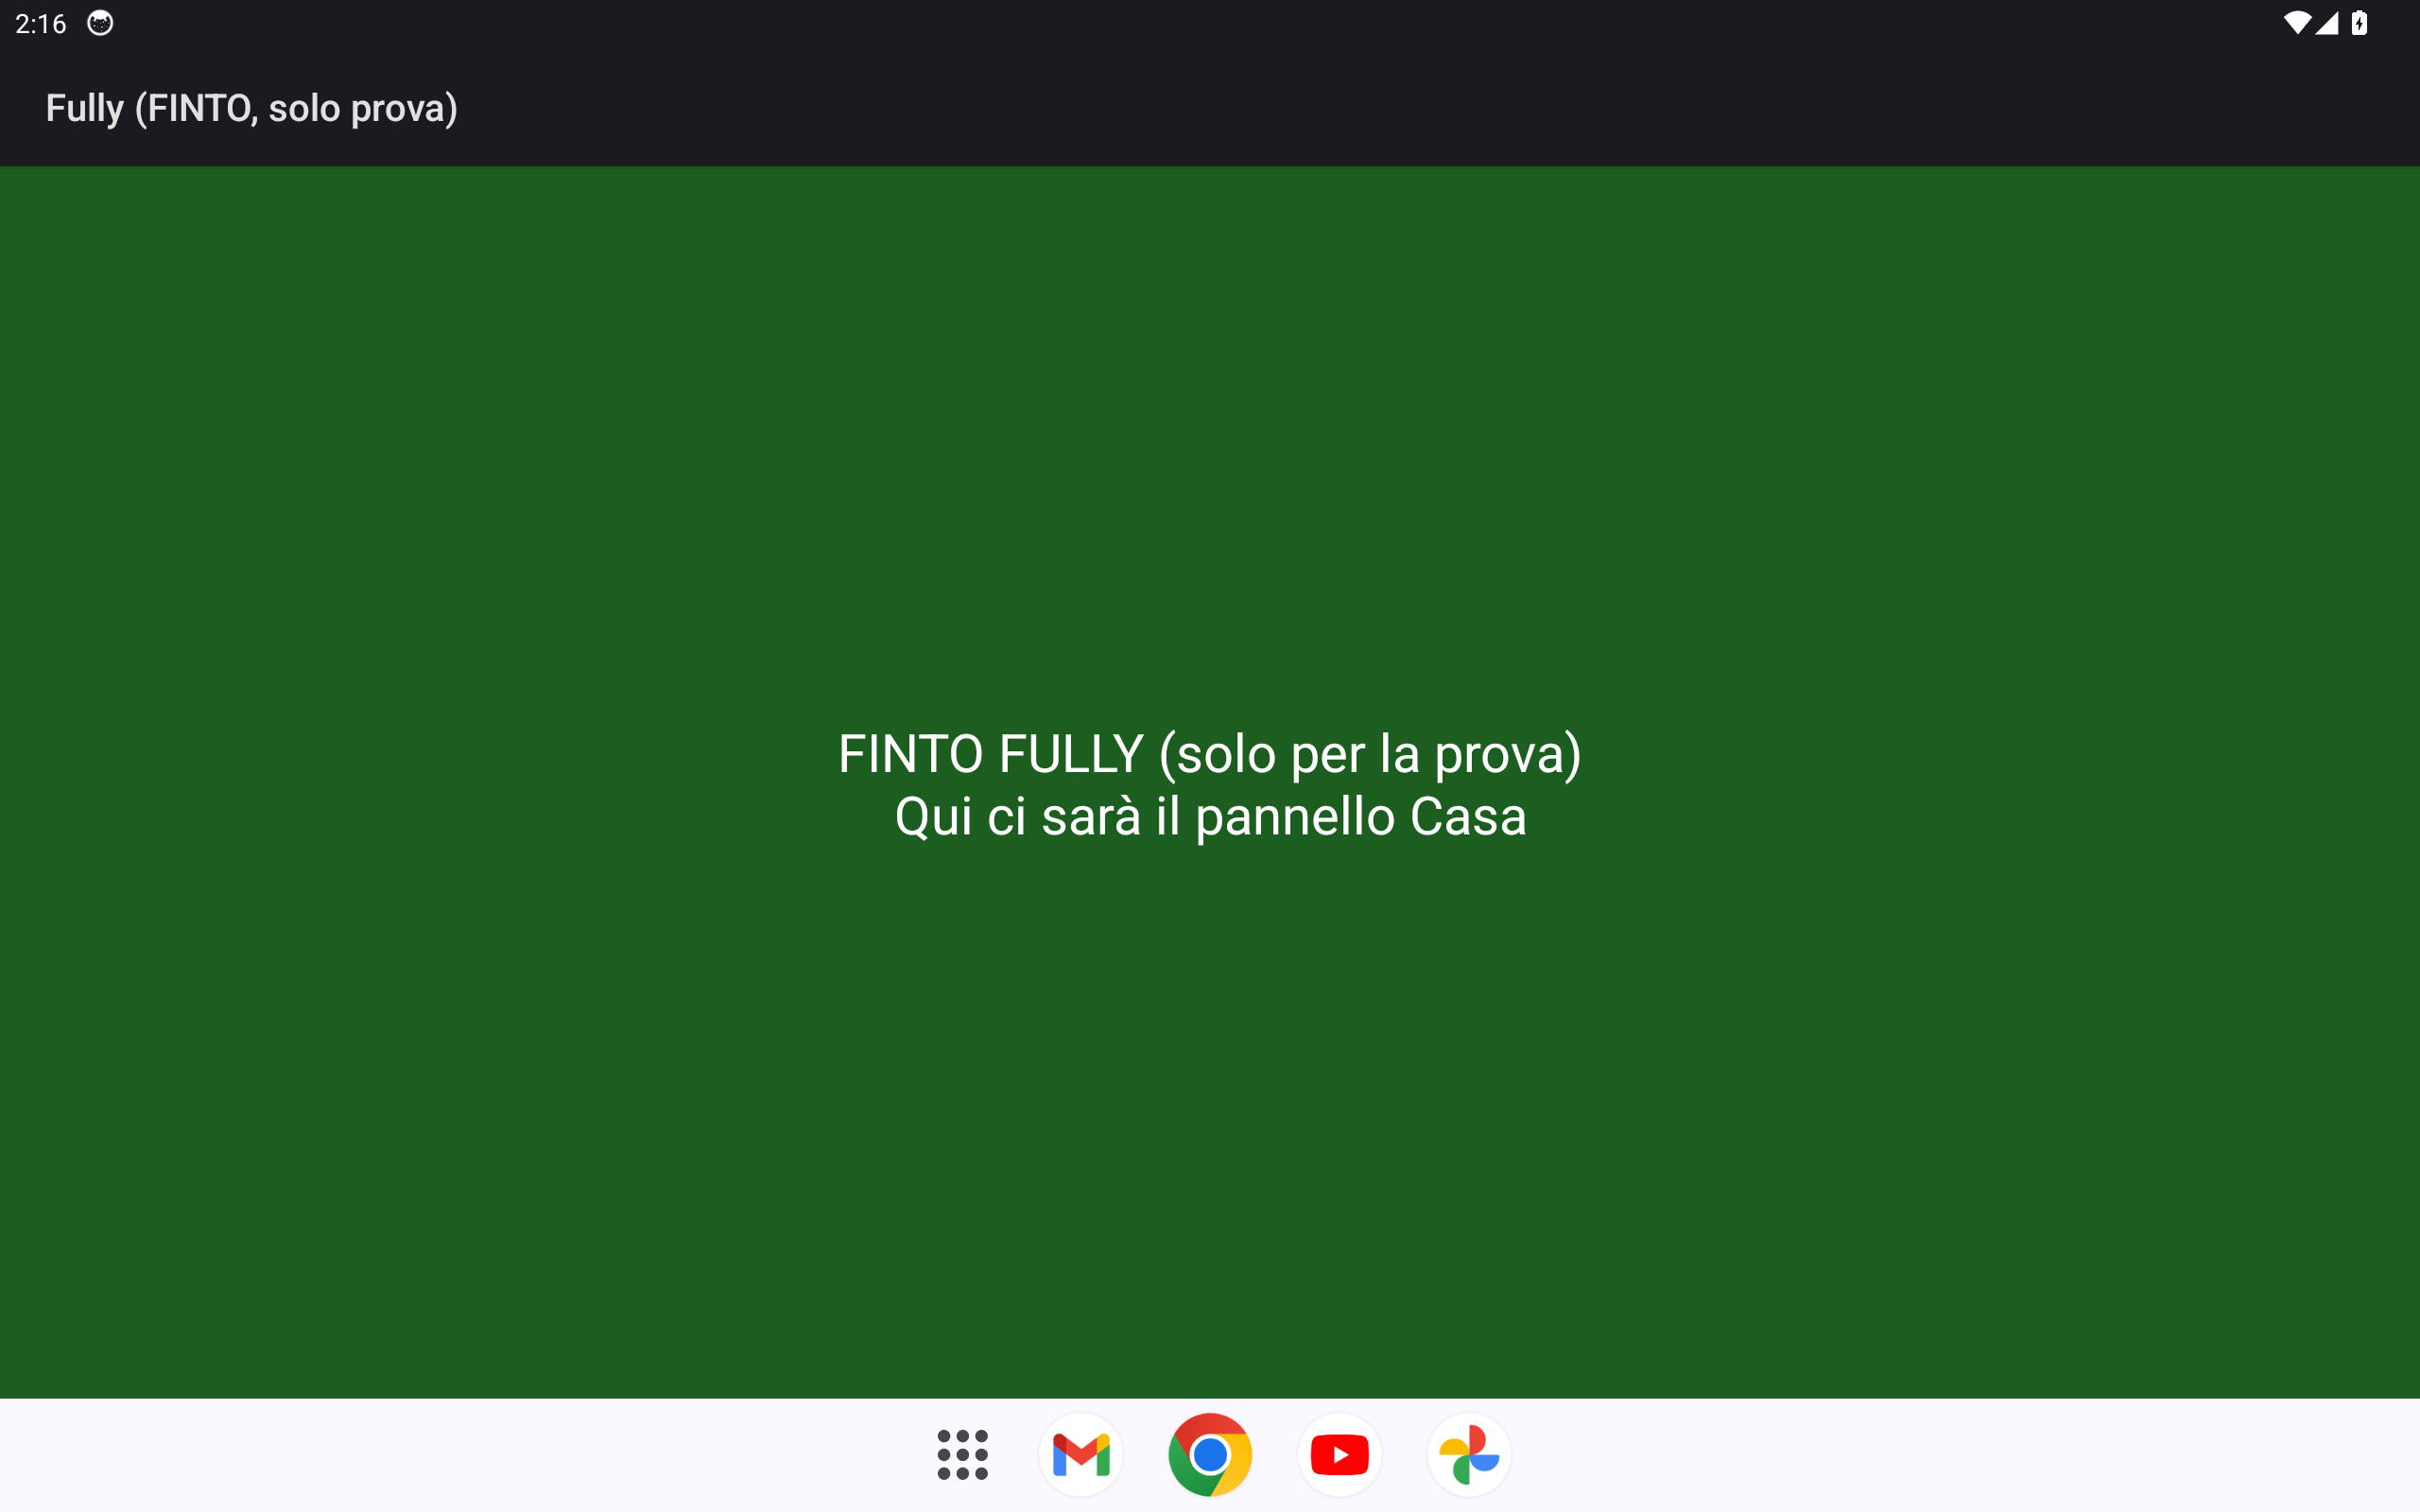 2:16
Fully (FINTO, solo prova)
FINTO FULLY (solo per la prova)
Qui ci sarà il pannello Casa